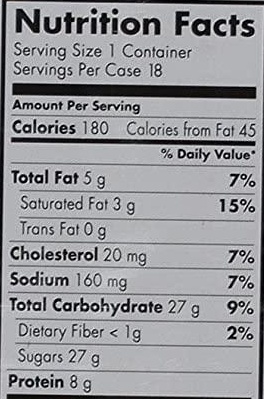 Nutrition Facts
Serving Size 1 Container
Servings Per Case 18
Amount Per Serving
Calories 180 Calories from Fat 45
% Daily Value*
Total Fat 5 g 7%
Saturated Fat 3 g 15%
Trans Fat 0 g
Cholesterol 20 mg 7%
Sodium 160 mg 7%
Total Carbohydrate 27 g 9%
Dietary Fiber < 1g 2%
Sugars 27 g
Protein 8 g